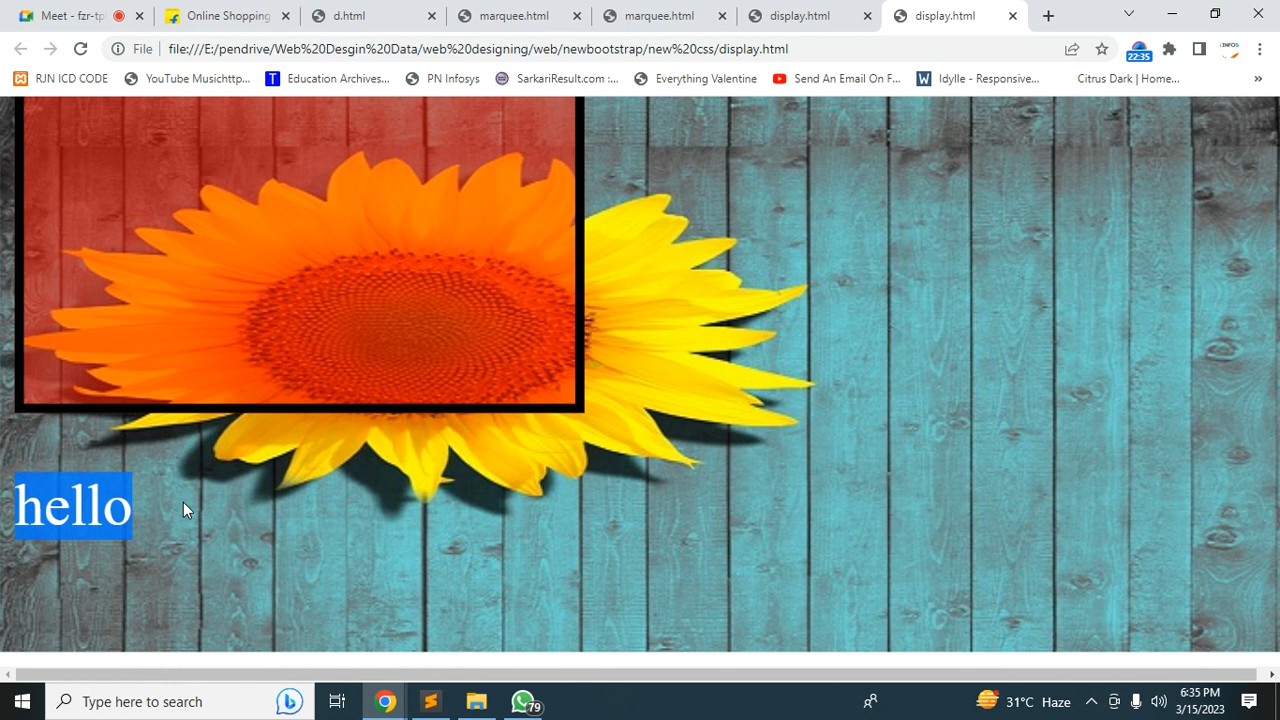 Meet - fzr-tp
Online Shopping
d.html
marquee.html
marquee.html
display.html
display.html
File
file:///E:/pendrive/Web%20Desgin%20Data/web%20designing/web/newbootstrap/new%20css/display.html
22:35
INFOS
RJN ICD CODE
YouTube Musichttp...
T
Education Archives...
PN Infosys
SarkariResult.com :...
Everything Valentine
Send An Email On F...
W
Idylle - Responsive...
Citrus Dark | Home...
»
hello
Type here to search
79
31°C Haze
6:35 PM
3/15/2023